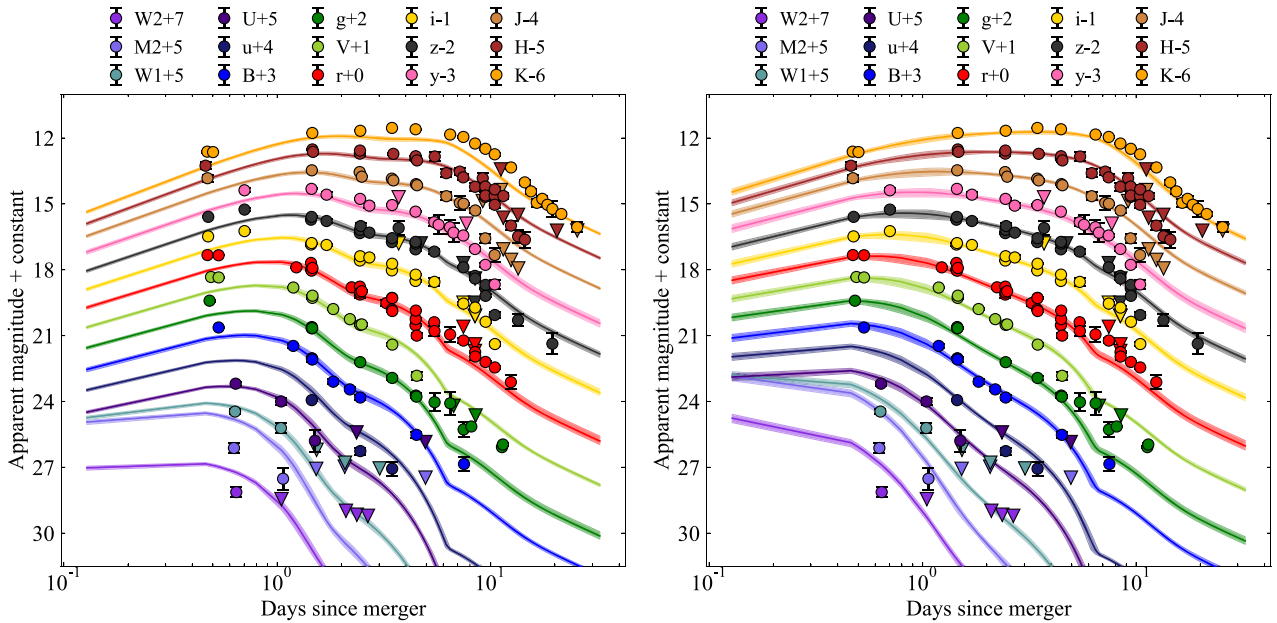 W2+7 U+5 g+2 i-1 J-4
M2+5 u+4 V+1 z-2 H-5
W1+5 B+3 r+0 y-3 K-6
12
15
18
21
24
27
30
Apparent magnitude + constant
10^-1 10^0 10^1
Days since merger
W2+7 U+5 g+2 i-1 J-4
M2+5 u+4 V+1 z-2 H-5
W1+5 B+3 r+0 y-3 K-6
12
15
18
21
24
27
30
Apparent magnitude + constant
10^-1 10^0 10^1
Days since merger